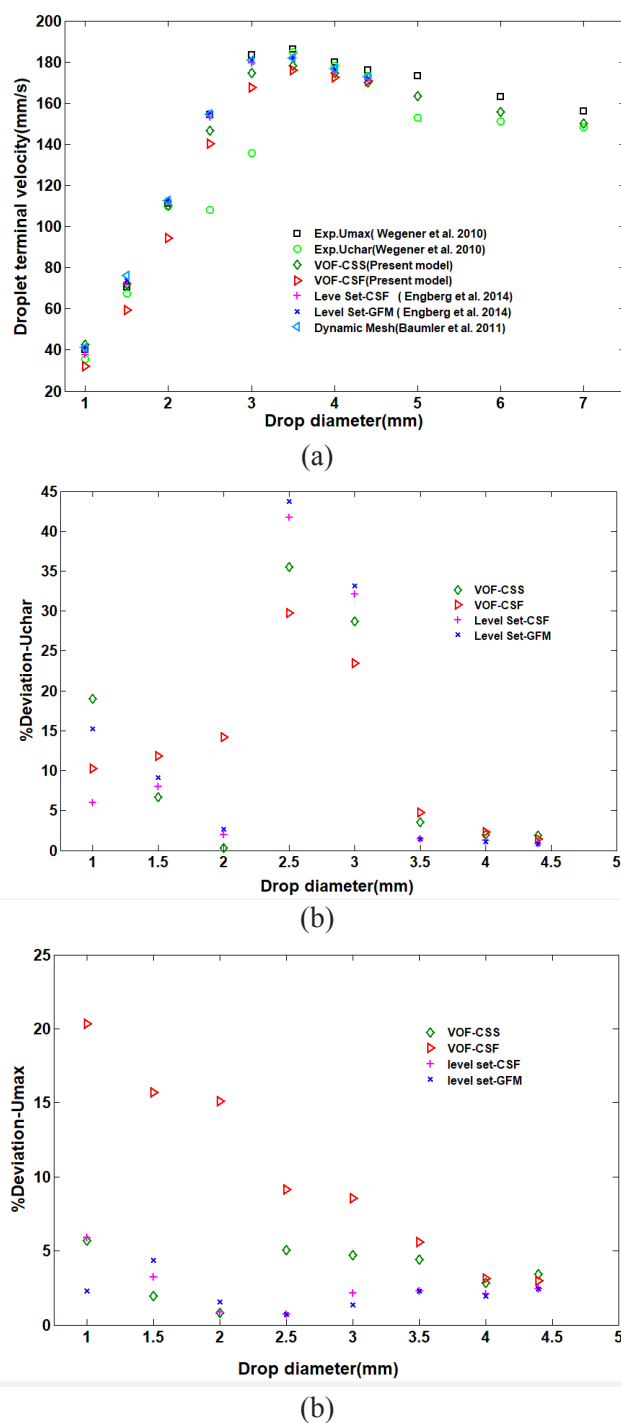 200
180
160
140
120
100
80
60
40
20
Droplet terminal velocity(mm/s)
Exp.Umax( Wegener et al. 2010)
Exp.Uchar(Wegener et al. 2010)
VOF-CSS(Present model)
VOF-CSF(Present model)
Leve Set-CSF ( Engberg et al. 2014)
Level Set-GFM ( Engberg et al. 2014)
Dynamic Mesh(Baumler et al. 2011)
1 2 3 4 5 6 7
Drop diameter(mm)
(a)
45
40
35
30
25
20
15
10
5
0
%Deviation-Uchar
VOF-CSS
VOF-CSF
Level Set-CSF
Level Set-GFM
1 1.5 2 2.5 3 3.5 4 4.5 5
Drop diameter(mm)
(b)
25
20
15
10
5
0
%Deviation-Umax
VOF-CSS
VOF-CSF
level set-CSF
level set-GFM
1 1.5 2 2.5 3 3.5 4 4.5 5
Drop diameter(mm)
(b)